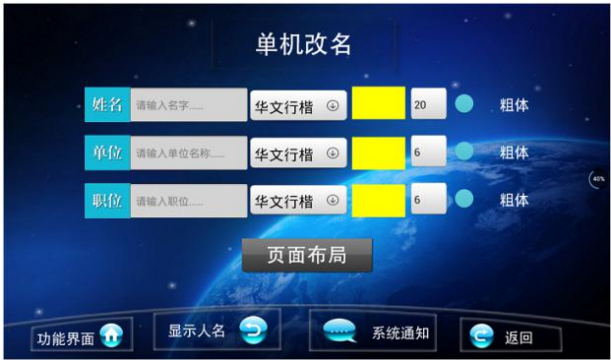 单机改名
姓名 请输入名字..... 华文行楷 20 粗体
单位 请输入单位名称..... 华文行楷 6 粗体
职位 请输入职位..... 华文行楷 6 粗体
40%
页面布局
功能界面 显示人名 系统通知 返回